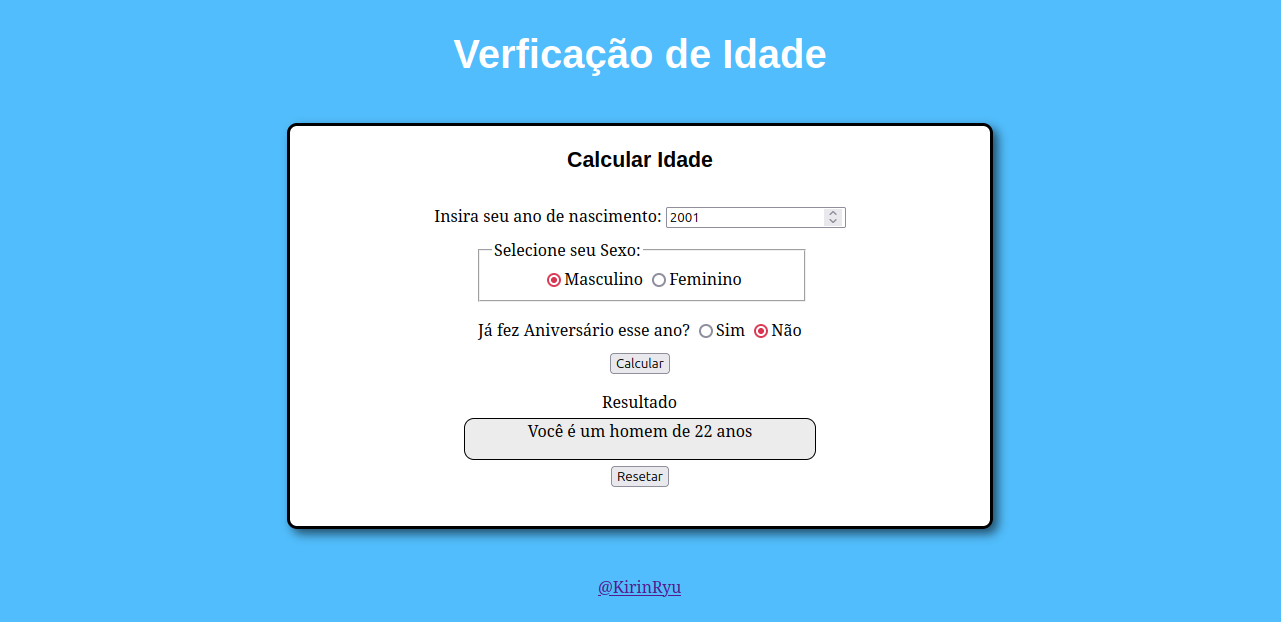 Verficação de Idade
Calcular Idade
Insira seu ano de nascimento: 2001
Selecione seu Sexo:
Masculino Feminino
Já fez Aniversário esse ano? Sim Não
Calcular
Resultado
Você é um homem de 22 anos
Resetar
@KirinRyu